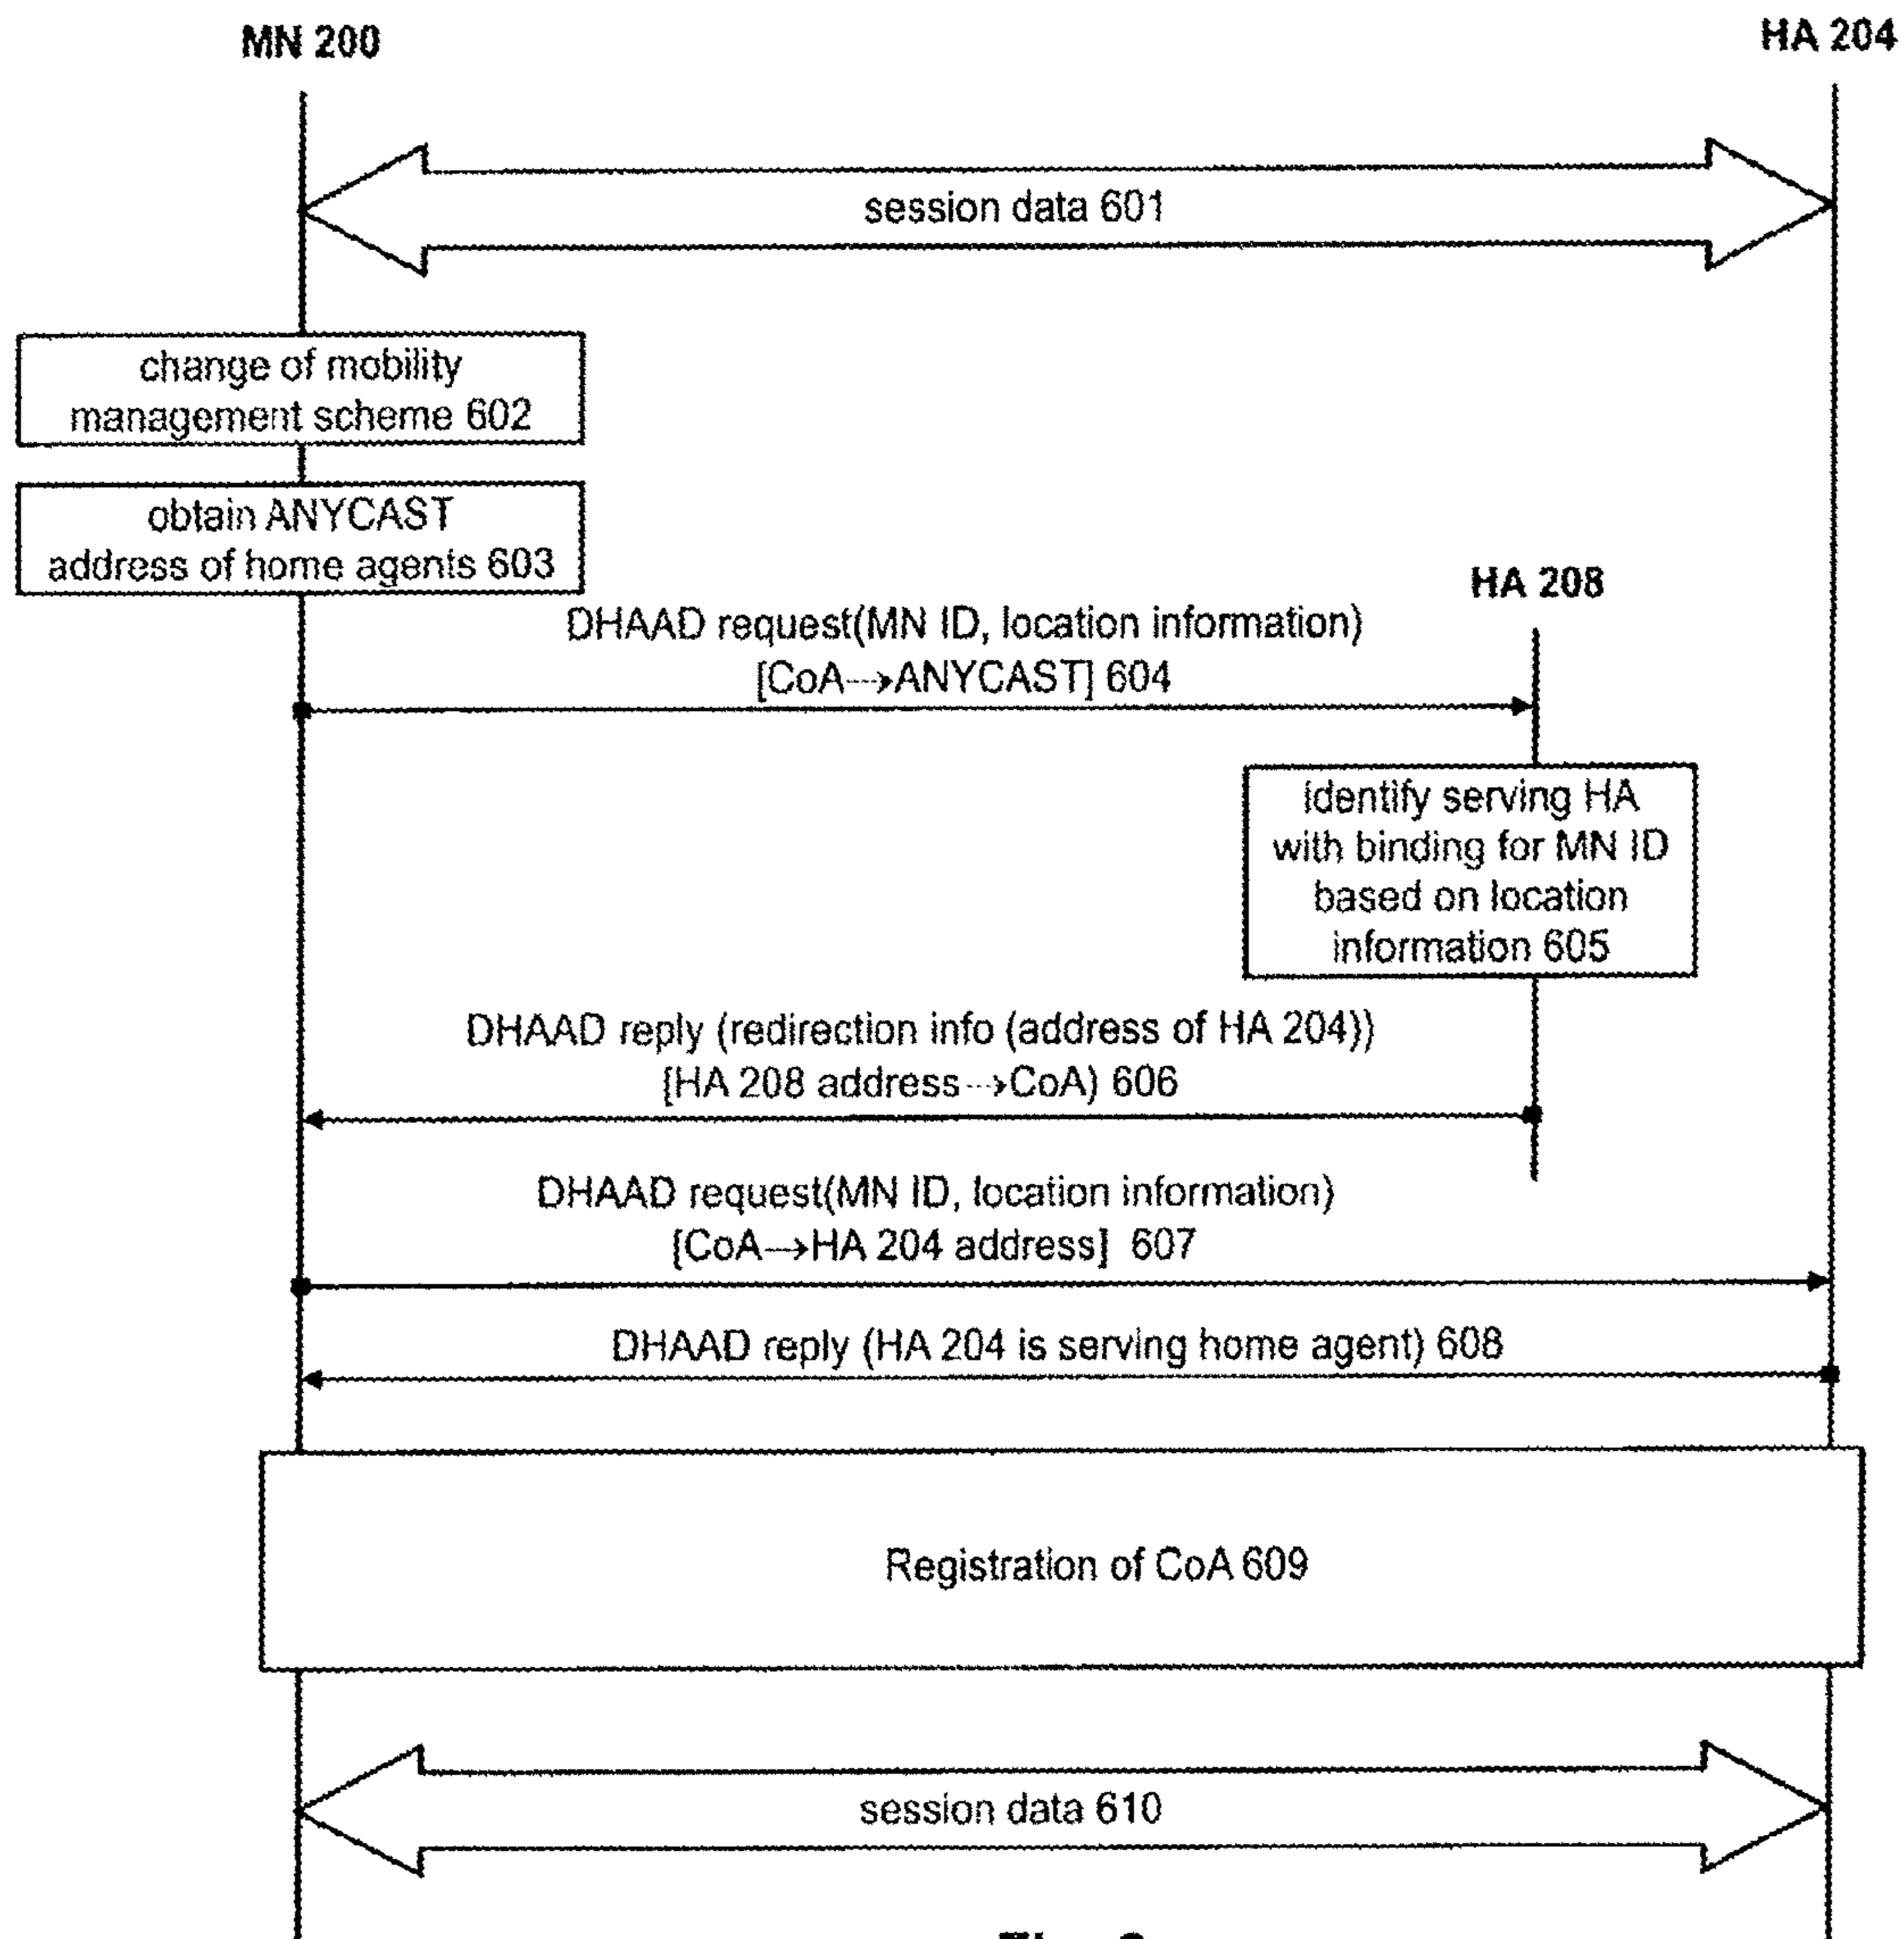 MN 200
HA 204
session data 601
change of mobility
management scheme 602
obtain ANYCAST
address of home agents 603
HA 208
DHAAD request(MN ID, location information)
[CoA→ANYCAST] 604
identify serving HA
with binding for MN ID
based on location
information 605
DHAAD reply (redirection info (address of HA 204))
[HA 208 address→CoA) 606
DHAAD request(MN ID, location information)
[CoA→HA 204 address] 607
DHAAD reply (HA 204 is serving home agent) 608
Registration of CoA 609
session data 610